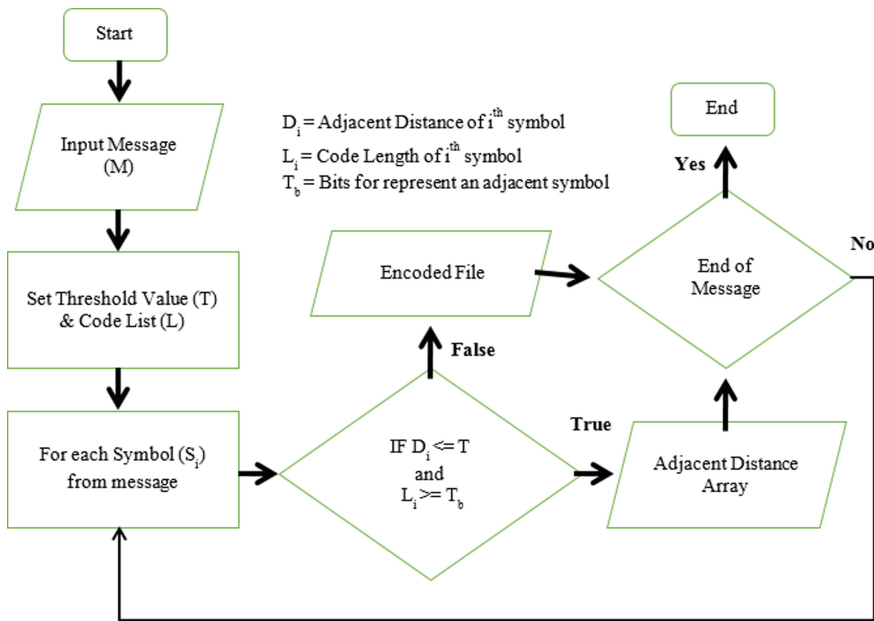 Start
Input Message
(M)
Set Threshold Value (T)
& Code List (L)
For each Symbol (Sᵢ)
from message
Dᵢ = Adjacent Distance of iᵗʰ symbol
Lᵢ = Code Length of iᵗʰ symbol
T_b = Bits for represent an adjacent symbol
Encoded File
False
IF Dᵢ <= T
and
Lᵢ >= T_b
True
Adjacent Distance
Array
End of
Message
Yes
No
End